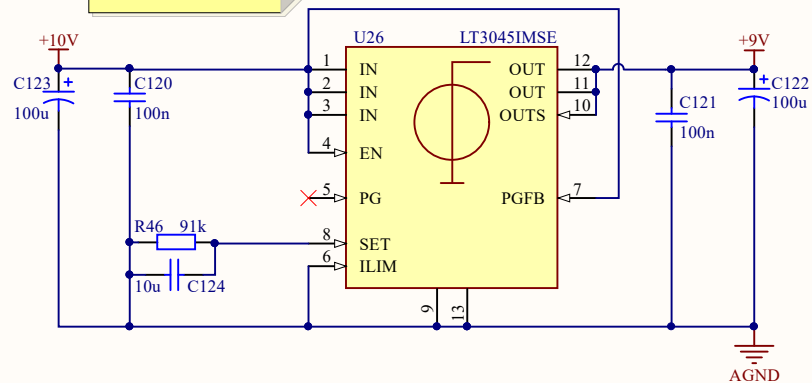 U26 LT3045IMSE
+10V +9V
1 IN OUT 12
C123 + C120 + C122
2 IN OUT 11
100u 100n C121 100u
3 IN OUTS 10
100n
4 EN
5 PG PGFB 7
R46 91k
8 SET
6 ILIM
10u C124
9 13
AGND